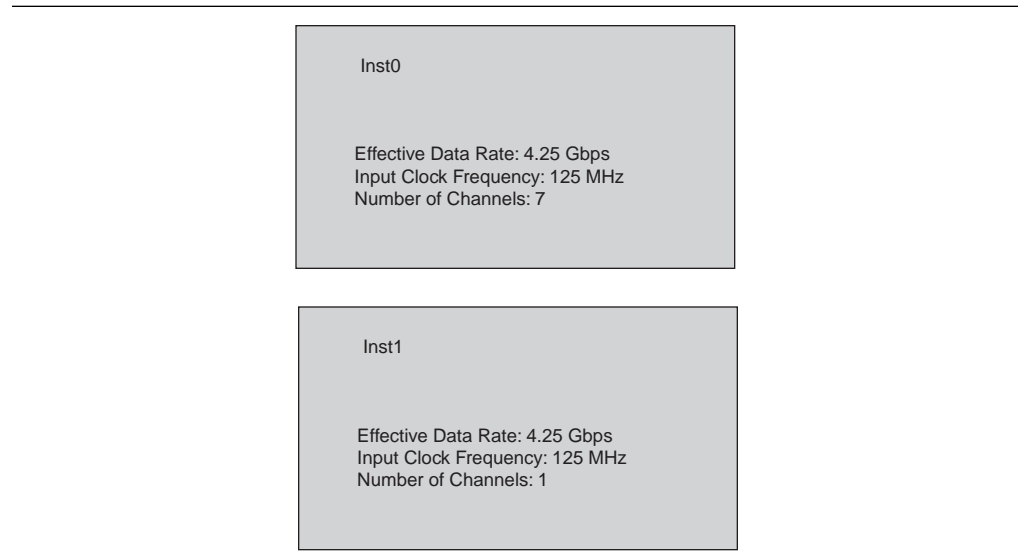 Inst0
Effective Data Rate: 4.25 Gbps
Input Clock Frequency: 125 MHz
Number of Channels: 7
Inst1
Effective Data Rate: 4.25 Gbps
Input Clock Frequency: 125 MHz
Number of Channels: 1